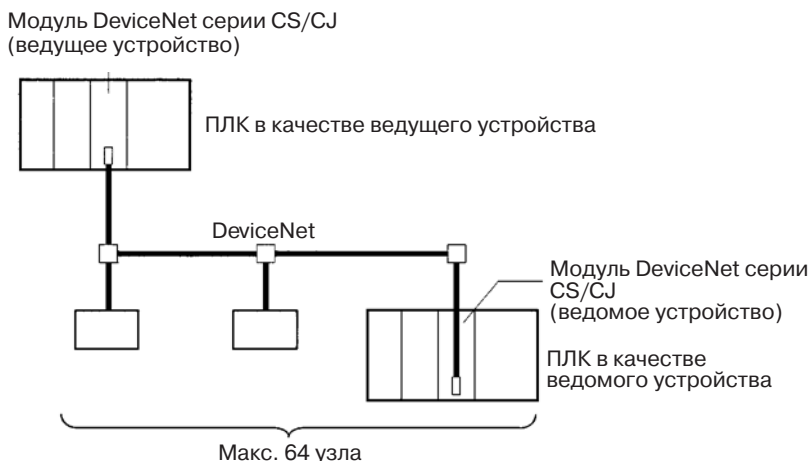 Модуль DeviceNet серии CS/CJ
(ведущее устройство)
ПЛК в качестве ведущего устройства
DeviceNet
Модуль DeviceNet серии
CS/CJ
(ведомое устройство)
ПЛК в качестве
ведомого устройства
Макс. 64 узла